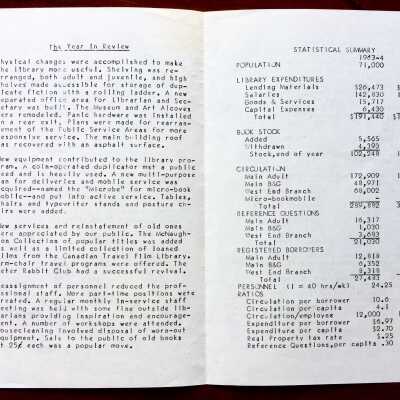 The Year In Review
hysical changes were accomplished to make
he library more useful. Shelving was re-
rranged, both adult and juvenile, and high
helves made accessible for storage of dup-
icate fiction with a rolling ladder. A new
eparated office area for Librarian and Sec-
etary was built. The Museum and Art Alcoves
ere remodeled. Panic hardware was installed
n a rear exit. Plans were made for rearran-
ement of the Public Service Areas for more
esponsive service. The main building roof
as recovered with an asphalt surface.
ew equipment contributed to the library pro-
ram. A coin-operated duplicator met a public
eed and is heavily used. A new multi-purpose
an for deliveries and mobile service was
cquired--named the "Microbe" for micro-book
obile--and put into active service. Tables,
hairs and typewriter stands and posture ch-
irs were added.
ew services and reinstatement of old ones
ere appreciated by our public. The McNaugh-
on Collection of popular titles was added
s well as a limited collection of loaned
ilms from the Canadian Travel Film Library.
rm-chair travel programs were offered. The
eter Rabbit Club had a successful revival.
eassignment of personnel reduced the prof-
ssional staff. More part-time positions were
reated. A regular monthly in-service staff
eeting was held with some fine outside lib-
arians providing inspiration and encourage-
ent. A number of workshops were attended.
ousecleaning involved disposal of worn-out
quipment. Sale to the public of old books
t 25¢ each was a popular move.
STATISTICAL SUMMARY
1963-4
POPULATION 71,000
LIBRARY EXPENDITURES
Lending Materials $26,473
Salaries 142,830
Goods & Services 15,717
Capital Expenses 6,430
Total $191,440
BOOK STOCK
Added 5,565
Withdrawn 4,395
Stock, end of year 102,248
CIRCULATION
Main Adult 172,909
Main B&G 48,971
West End Branch 68,002
Micro-bookmobile
Total 289,882
REFERENCE QUESTIONS
Main Adult 16,317
Main B&G 1,030
West End Branch 3,683
Total 21,030
REGISTERED BORROWERS
Main Adult 12,818
Main B&G 6,352
West End Branch 8,318
Total 27,483
PERSONNEL (1 = 40 hrs/wk) 24.25
RATIOS
Circulation per borrower 10.6
Circulation per capita 4.1
Circulation/employee 12,000
Expenditure per borrower $6.97
Expenditure per capita $2.70
Real Property tax rate $.25
Reference Questions, per capita .30